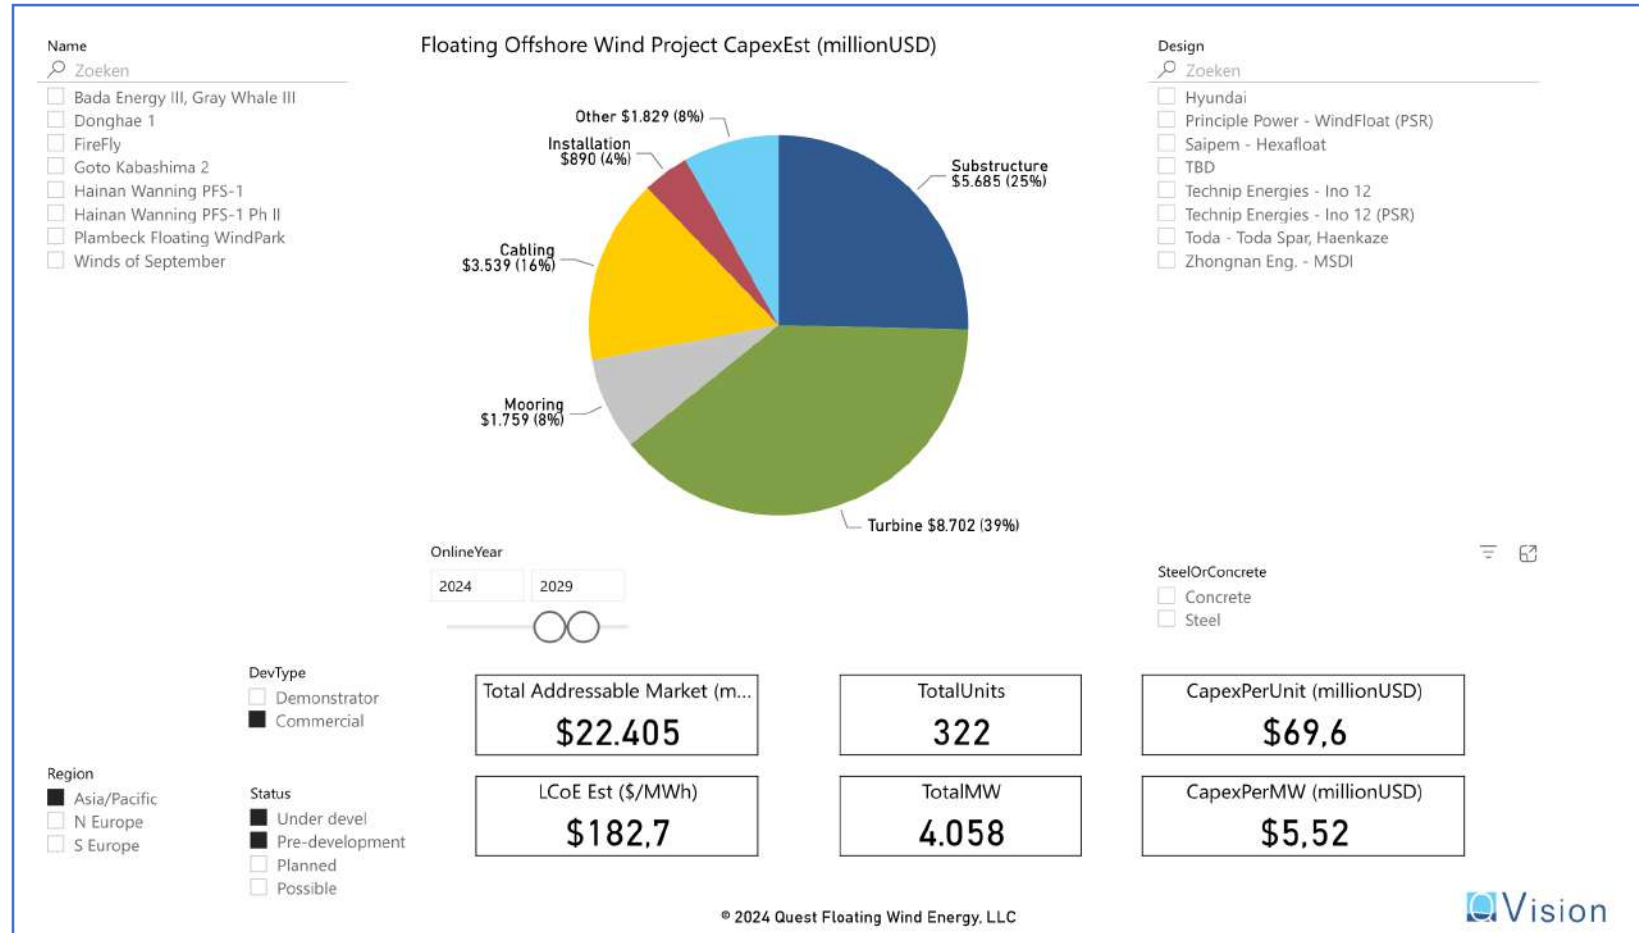 Floating Offshore Wind Project CapexEst (millionUSD)
Name
Zoeken
Bada Energy III, Gray Whale III
Donghae 1
FireFly
Goto Kabashima 2
Hainan Wanning PFS-1
Hainan Wanning PFS-1 Ph II
Plambeck Floating WindPark
Winds of September
Other $1.829 (8%)
Installation
$890 (4%)
Cabling
$3.539 (16%)
Mooring
$1.759 (8%)
Substructure
$5.685 (25%)
Turbine $8.702 (39%)
Design
Zoeken
Hyundai
Principle Power - WindFloat (PSR)
Saipem - Hexafloat
TBD
Technip Energies - Ino 12
Technip Energies - Ino 12 (PSR)
Toda - Toda Spar, Haenkaze
Zhongnan Eng. - MSDI
OnlineYear
2024 2029
SteelOrConcrete
Concrete
Steel
DevType
Demonstrator
Commercial
Region
Asia/Pacific
N Europe
S Europe
Status
Under devel
Pre-development
Planned
Possible
Total Addressable Market (m...
$22.405
TotalUnits
322
CapexPerUnit (millionUSD)
$69,6
LCoE Est ($/MWh)
$182,7
TotalMW
4.058
CapexPerMW (millionUSD)
$5,52
© 2024 Quest Floating Wind Energy, LLC
QVision